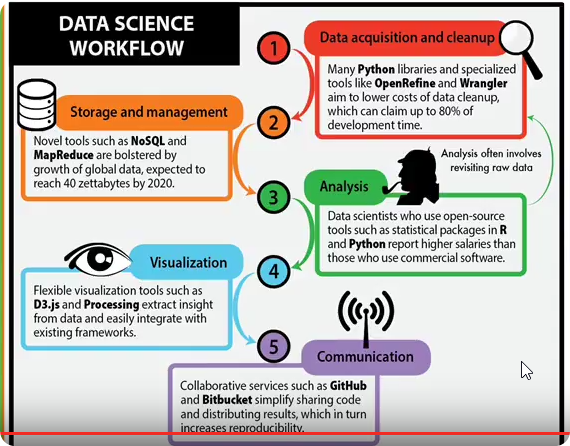 DATA SCIENCE
WORKFLOW
1
Data acquisition and cleanup
Many Python libraries and specialized
tools like OpenRefine and Wrangler
aim to lower costs of data cleanup,
which can claim up to 80% of
development time.
2
Storage and management
Novel tools such as NoSQL and
MapReduce are bolstered by
growth of global data, expected to
reach 40 zettabytes by 2020.
Analysis often involves
revisiting raw data
3
Analysis
Data scientists who use open-source
tools such as statistical packages in R
and Python report higher salaries than
those who use commercial software.
4
Visualization
Flexible visualization tools such as
D3.js and Processing extract insight
from data and easily integrate with
existing frameworks.
5
Communication
Collaborative services such as GitHub
and Bitbucket simplify sharing code
and distributing results, which in turn
increases reproducibility.